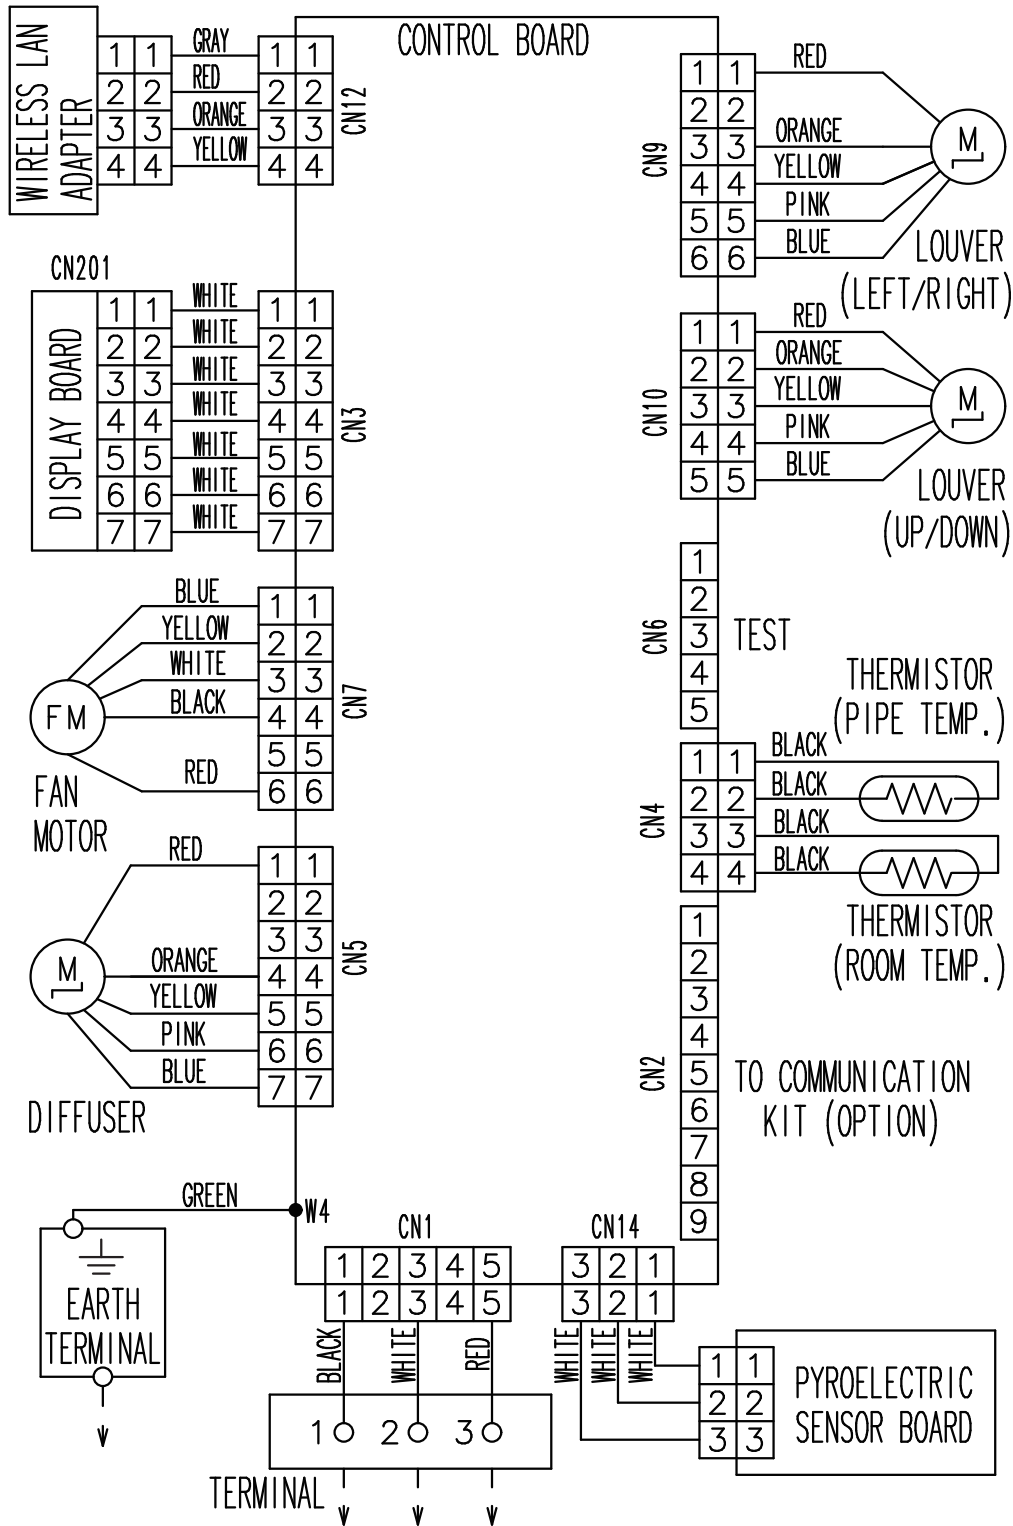 CONTROL BOARD
WIRELESS LAN
ADAPTER
1 1 GRAY 1 1
2 2 RED 2 2
3 3 ORANGE 3 3
4 4 YELLOW 4 4
CN12
CN201
DISPLAY BOARD
1 1 WHITE 1 1
2 2 WHITE 2 2
3 3 WHITE 3 3
4 4 WHITE 4 4
5 5 WHITE 5 5
6 6 WHITE 6 6
7 7 WHITE 7 7
CN3
BLUE 1 1
YELLOW 2 2
WHITE 3 3
BLACK 4 4
5 5
RED 6 6
CN7
FM
FAN
MOTOR
RED 1 1
2 2
3 3
ORANGE 4 4
YELLOW 5 5
PINK 6 6
BLUE 7 7
CN5
M
DIFFUSER
GREEN
W4
EARTH
TERMINAL
CN9
1 1 RED
2 2
3 3 ORANGE
4 4 YELLOW
5 5 PINK
6 6 BLUE
M
LOUVER
(LEFT/RIGHT)
CN10
1 1 RED
2 2 ORANGE
3 3 YELLOW
4 4 PINK
5 5 BLUE
M
LOUVER
(UP/DOWN)
CN6
1
2
3
4
5
TEST
THERMISTOR
(PIPE TEMP.)
CN4
1 1 BLACK
2 2 BLACK
3 3 BLACK
4 4 BLACK
THERMISTOR
(ROOM TEMP.)
CN2
1
2
3
4
5
6
7
8
9
TO COMMUNICATION
KIT (OPTION)
CN1
1 2 3 4 5
1 2 3 4 5
BLACK
WHITE
RED
1 2 3
TERMINAL
CN14
3 2 1
3 2 1
WHITE
WHITE
WHITE
1 1
2 2
3 3
PYROELECTRIC
SENSOR BOARD